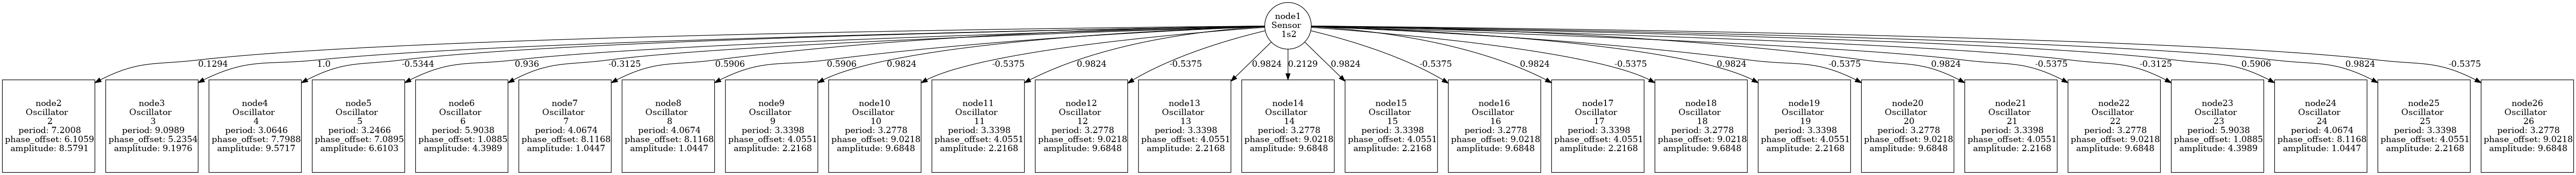 node1
Sensor
1s2
0.1294
1.0
-0.5344
0.936
-0.3125
0.5906
0.5906
0.9824
-0.5375
0.9824
-0.5375
0.9824
0.2129
0.9824
-0.5375
0.9824
-0.5375
0.9824
-0.5375
0.9824
-0.5375
-0.3125
0.5906
0.9824
-0.5375
node2
Oscillator
2
period: 7.2008
phase_offset: 6.1059
amplitude: 8.5791
node3
Oscillator
3
period: 9.0989
phase_offset: 5.2354
amplitude: 9.1976
node4
Oscillator
4
period: 3.0646
phase_offset: 7.7988
amplitude: 9.5717
node5
Oscillator
5
period: 3.2466
phase_offset: 7.0895
amplitude: 6.6103
node6
Oscillator
6
period: 5.9038
phase_offset: 1.0885
amplitude: 4.3989
node7
Oscillator
7
period: 4.0674
phase_offset: 8.1168
amplitude: 1.0447
node8
Oscillator
8
period: 4.0674
phase_offset: 8.1168
amplitude: 1.0447
node9
Oscillator
9
period: 3.3398
phase_offset: 4.0551
amplitude: 2.2168
node10
Oscillator
10
period: 3.2778
phase_offset: 9.0218
amplitude: 9.6848
node11
Oscillator
11
period: 3.3398
phase_offset: 4.0551
amplitude: 2.2168
node12
Oscillator
12
period: 3.2778
phase_offset: 9.0218
amplitude: 9.6848
node13
Oscillator
13
period: 3.3398
phase_offset: 4.0551
amplitude: 2.2168
node14
Oscillator
14
period: 3.2778
phase_offset: 9.0218
amplitude: 9.6848
node15
Oscillator
15
period: 3.3398
phase_offset: 4.0551
amplitude: 2.2168
node16
Oscillator
16
period: 3.2778
phase_offset: 9.0218
amplitude: 9.6848
node17
Oscillator
17
period: 3.3398
phase_offset: 4.0551
amplitude: 2.2168
node18
Oscillator
18
period: 3.2778
phase_offset: 9.0218
amplitude: 9.6848
node19
Oscillator
19
period: 3.3398
phase_offset: 4.0551
amplitude: 2.2168
node20
Oscillator
20
period: 3.2778
phase_offset: 9.0218
amplitude: 9.6848
node21
Oscillator
21
period: 3.3398
phase_offset: 4.0551
amplitude: 2.2168
node22
Oscillator
22
period: 3.2778
phase_offset: 9.0218
amplitude: 9.6848
node23
Oscillator
23
period: 5.9038
phase_offset: 1.0885
amplitude: 4.3989
node24
Oscillator
24
period: 4.0674
phase_offset: 8.1168
amplitude: 1.0447
node25
Oscillator
25
period: 3.3398
phase_offset: 4.0551
amplitude: 2.2168
node26
Oscillator
26
period: 3.2778
phase_offset: 9.0218
amplitude: 9.6848